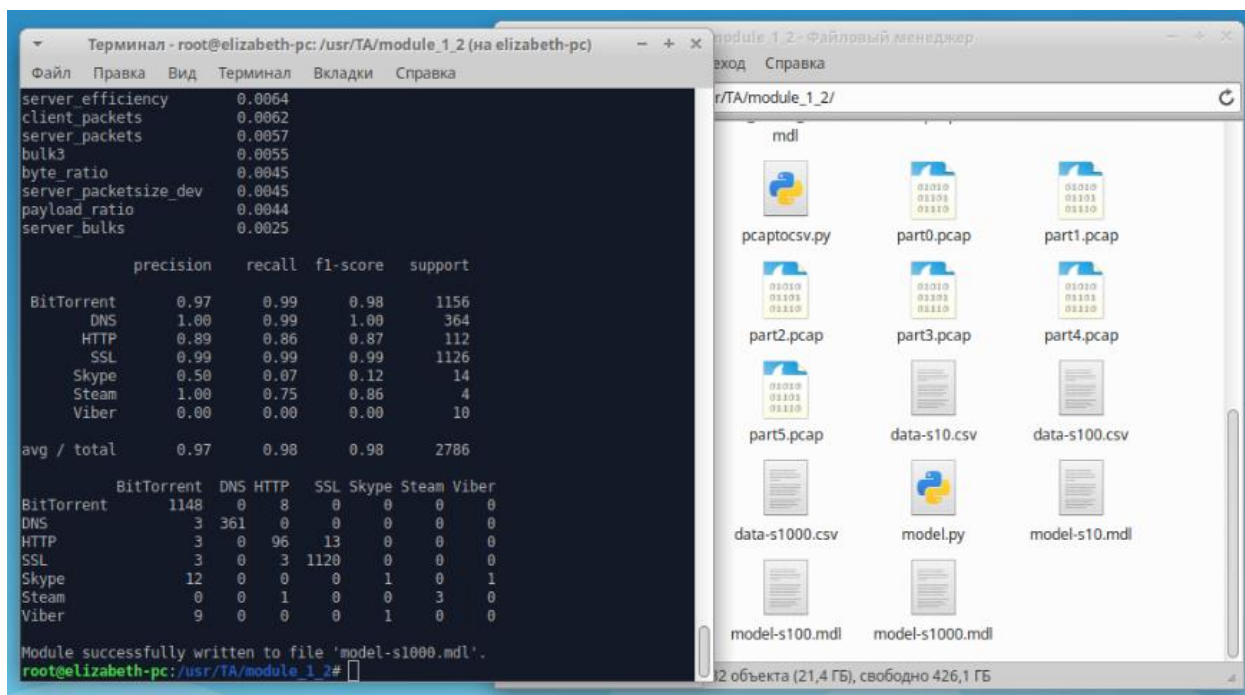 Терминал - root@elizabeth-pc: /usr/TA/module_1_2 (на elizabeth-pc)
Файл Правка Вид Терминал Вкладки Справка
server_efficiency 0.0064
client_packets 0.0062
server_packets 0.0057
bulk3 0.0055
byte_ratio 0.0045
server_packetsize_dev 0.0045
payload_ratio 0.0044
server_bulks 0.0025
precision recall f1-score support
BitTorrent 0.97 0.99 0.98 1156
DNS 1.00 0.99 1.00 364
HTTP 0.89 0.86 0.87 112
SSL 0.99 0.99 0.99 1126
Skype 0.50 0.07 0.12 14
Steam 1.00 0.75 0.86 4
Viber 0.00 0.00 0.00 10
avg / total 0.97 0.98 0.98 2786
BitTorrent DNS HTTP SSL Skype Steam Viber
BitTorrent 1148 0 8 0 0 0 0
DNS 3 361 0 0 0 0 0
HTTP 3 0 96 13 0 0 0
SSL 3 0 3 1120 0 0 0
Skype 12 0 0 0 1 0 1
Steam 0 0 1 0 0 3 0
Viber 9 0 0 0 1 0 0
Module successfully written to file 'model-s1000.mdl'.
root@elizabeth-pc:/usr/TA/module_1_2#
module_1_2 - Файловый менеджер
еход Справка
r/TA/module_1_2/
mdl
pcaptocsv.py part0.pcap part1.pcap
part2.pcap part3.pcap part4.pcap
part5.pcap data-s10.csv data-s100.csv
data-s1000.csv model.py model-s10.mdl
model-s100.mdl model-s1000.mdl
32 объекта (21,4 ГБ), свободно 426,1 ГБ